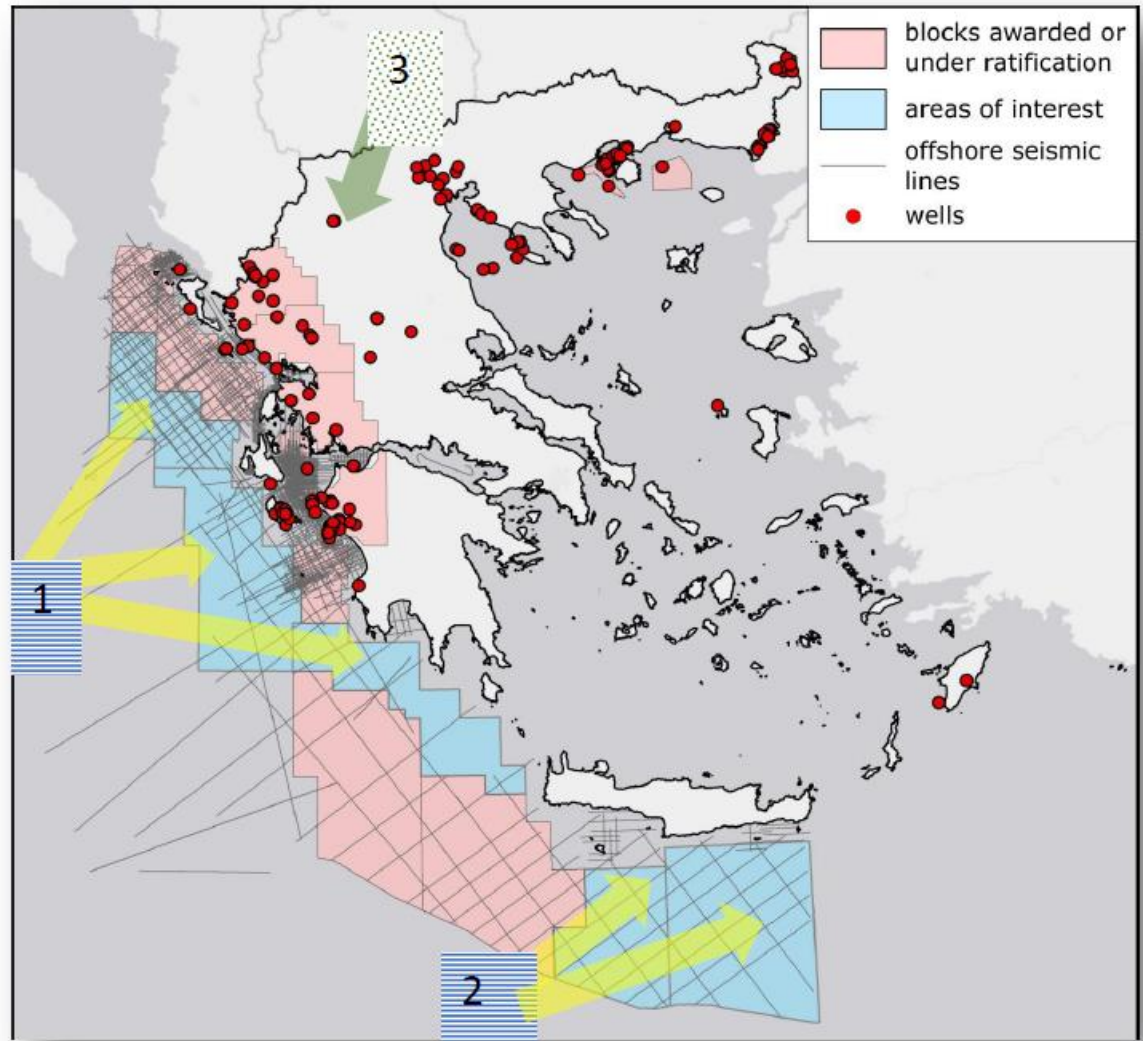 3
blocks awarded or
under ratification
areas of interest
offshore seismic
lines
wells
1
2